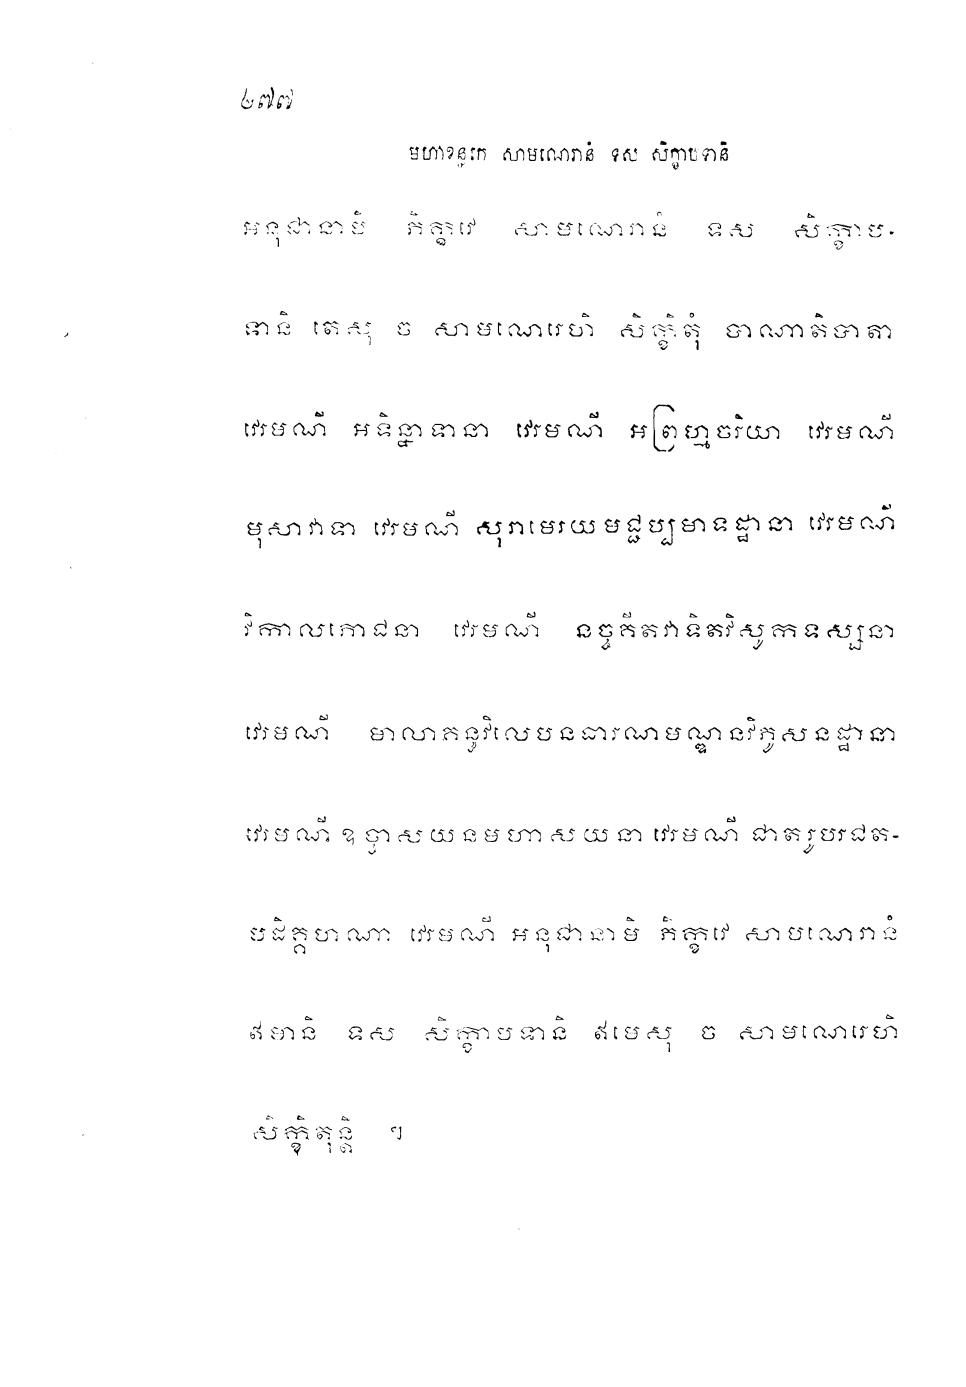 ២៧៧
មហាខន្ធកេ សាមណេរានំ ទស សិក្ខាបទានិ
អនុជានាមិ ភិក្ខវេ សាមណេរានំ ទស សិក្ខាប-
ទានិ តេសុ ច សាមណេរេហិ សិក្ខិតុំ បាណាតិបាតា
វេរមណី អទិន្នាទានា វេរមណី អព្រហ្មចរិយា វេរមណី
មុសាវាទា វេរមណី សុរាមេរយមជ្ជប្បមាទដ្ឋានា វេរមណី
វិកាលភោជនា វេរមណី នច្ចគីតវាទិតវិសូកទស្សនា
វេរមណី មាលាគន្ធវិលេបនធារណមណ្ឌនវិភូសនដ្ឋានា
វេរមណី ឧច្ចាសយនមហាសយនា វេរមណី ជាតរូបរជត-
បដិគ្គហណា វេរមណី អនុជានាមិ ភិក្ខវេ សាមណេរានំ
ឥមានិ ទស សិក្ខាបទានិ ឥមេសុ ច សាមណេរេហិ
សិក្ខិតុន្តិ ។